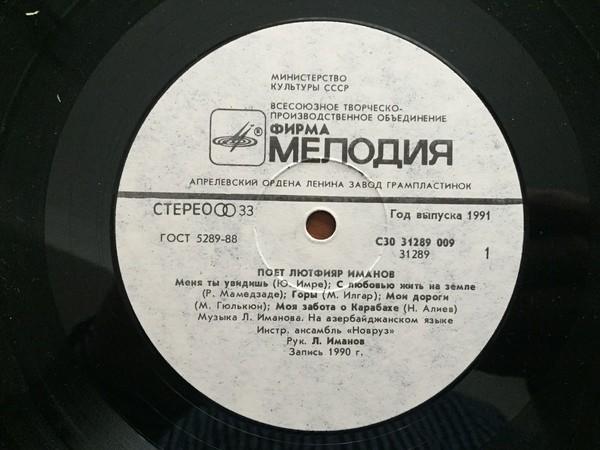 МИНИСТЕРСТВО
КУЛЬТУРЫ СССР
ВСЕСОЮЗНОЕ ТВОРЧЕСКО-
ПРОИЗВОДСТВЕННОЕ ОБЪЕДИНЕНИЕ
® ФИРМА
МЕЛОДИЯ
АПРЕЛЕВСКИЙ ОРДЕНА ЛЕНИНА ЗАВОД ГРАМПЛАСТИНОК
СТЕРЕО 33 Год выпуска 1991
ГОСТ 5289-88 С30 31289 009
31289 1
ПОЕТ ЛЮТФИЯР ИМАНОВ
Меня ты увидишь (Ю. Имре); С любовью жить на земле
(Р. Мамедзаде); Горы (М. Илгар); Мои дороги
(М. Гюлькюн); Моя забота о Карабахе (Н. Алиев)
Музыка Л. Иманова. На азербайджанском языке
Инстр. ансамбль «Новруз»
Рук. Л. Иманов
Запись 1990 г.